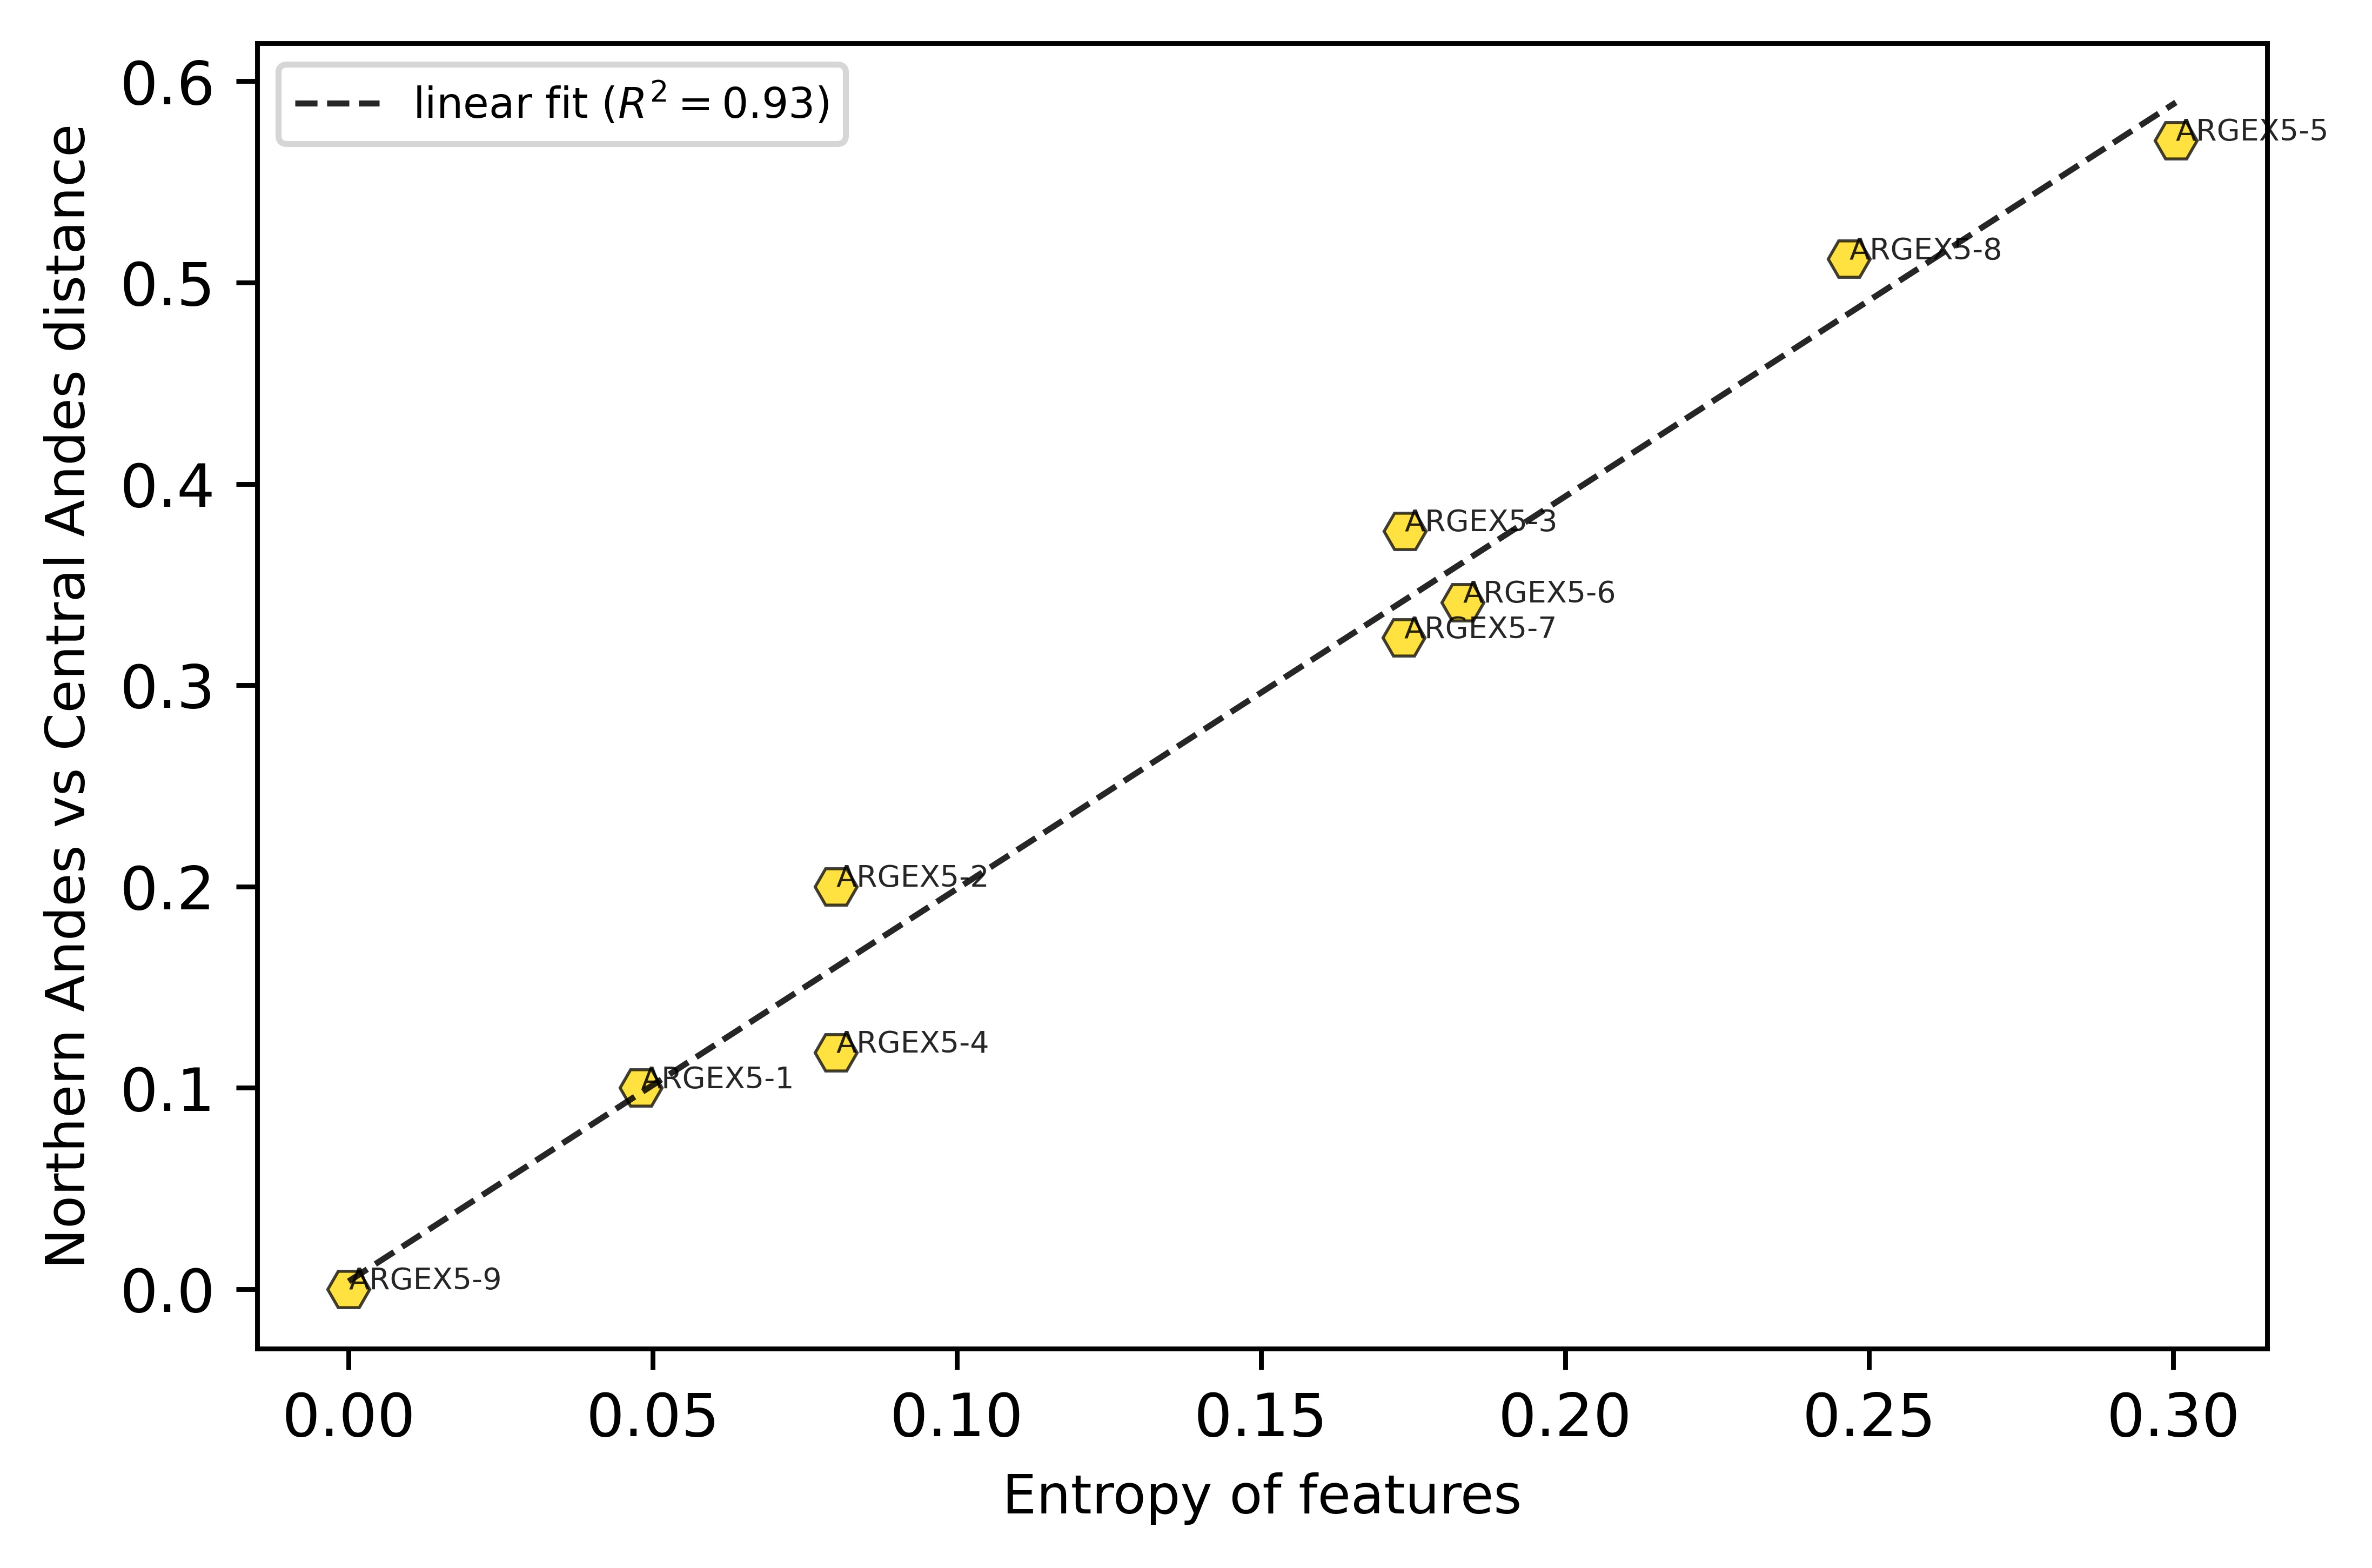 linear fit (R² = 0.93)
Northern Andes vs Central Andes distance
0.6
0.5
0.4
0.3
0.2
0.1
0.0
ARGEX5-5
ARGEX5-8
ARGEX5-3
ARGEX5-6
ARGEX5-7
ARGEX5-2
ARGEX5-4
ARGEX5-1
ARGEX5-9
0.00 0.05 0.10 0.15 0.20 0.25 0.30
Entropy of features